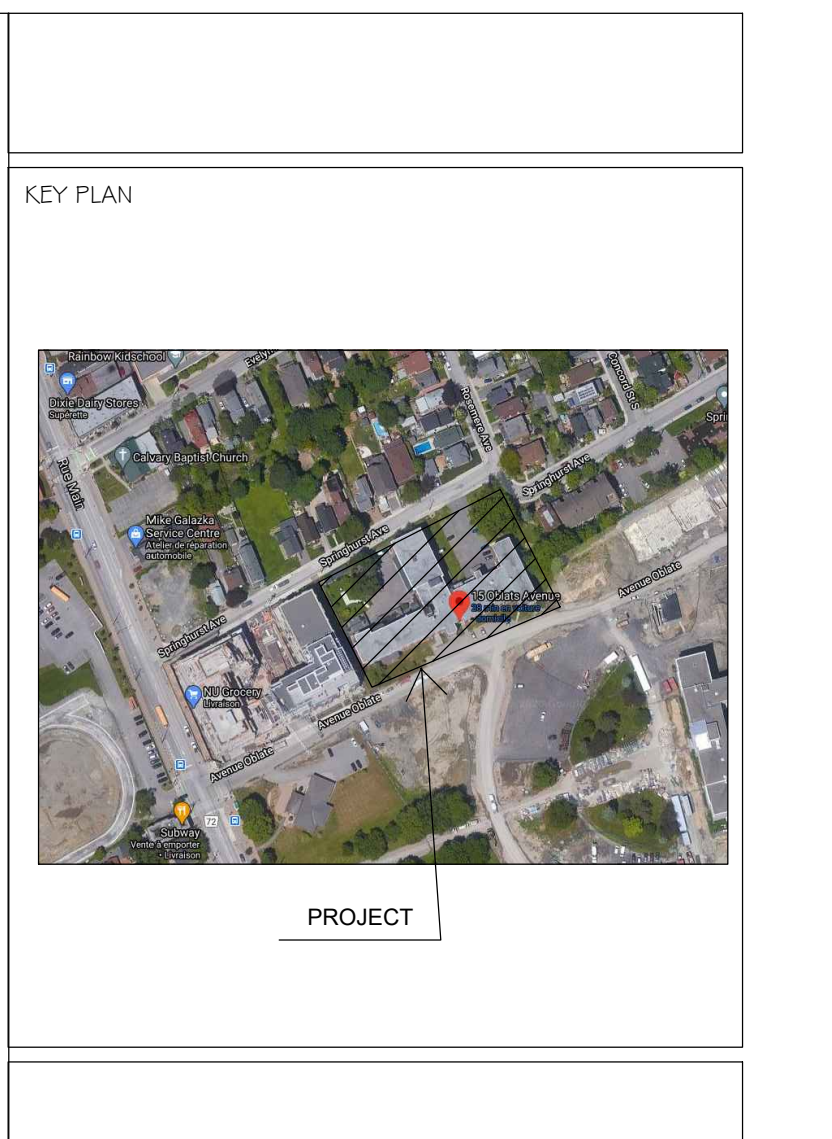 KEY PLAN
Rainbow Kidschool
Dixie Dairy Stores
Supérette
Calvary Baptist Church
Rue Main
Rosemere Ave
Concord St S
Springhurst Ave
Mike Galazka
Service Centre
Atelier de réparation
automobile
Springhurst Ave
15 Oblats Avenue
Avenue Oblate
Springhurst Ave
NU Grocery
Livraison
Avenue Oblate
Avenue Oblate
72
Subway
Vente à emporter
• Livraison
PROJECT